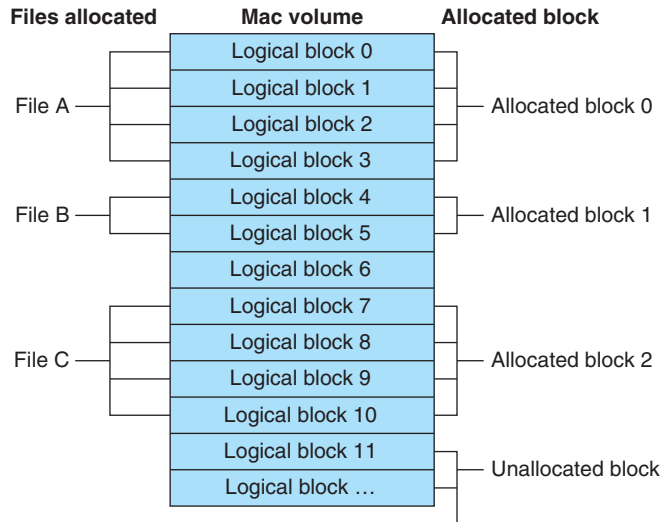 Files allocated Mac volume Allocated block
Logical block 0
Logical block 1
File A Allocated block 0
Logical block 2
Logical block 3
Logical block 4
File B Allocated block 1
Logical block 5
Logical block 6
Logical block 7
Logical block 8
File C Allocated block 2
Logical block 9
Logical block 10
Logical block 11
Unallocated block
Logical block …